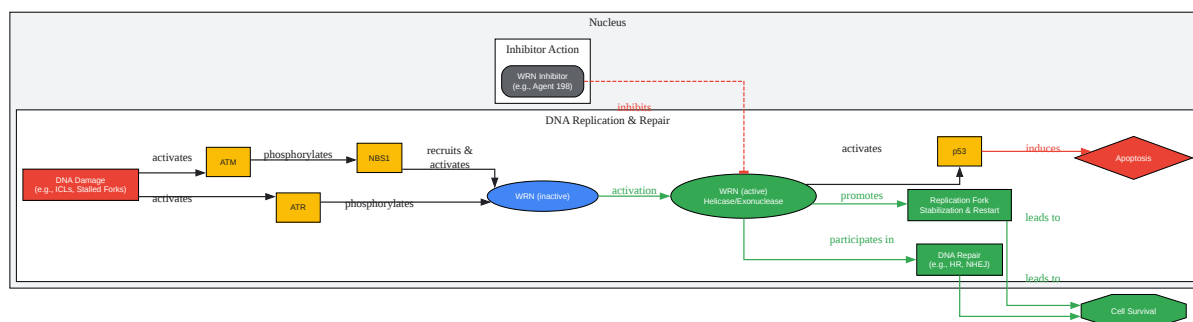 Nucleus
Inhibitor Action
WRN Inhibitor
(e.g., Agent 198)
inhibits
DNA Replication & Repair
DNA Damage
(e.g., ICLs, Stalled Forks)
activates
activates
ATM
ATR
phosphorylates
phosphorylates
NBS1
recruits &
activates
WRN (inactive)
activation
WRN (active)
Helicase/Exonuclease
activates
p53
induces
Apoptosis
promotes
Replication Fork
Stabilization & Restart
leads to
participates in
DNA Repair
(e.g., HR, NHEJ)
leads to
Cell Survival